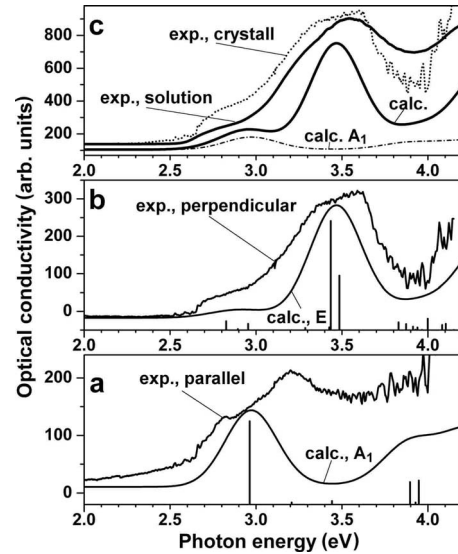 c
exp., crystall
exp., solution
calc.
calc. A1
800
600
400
200
2.0 2.5 3.0 3.5 4.0
b
exp., perpendicular
calc., E
300
200
100
0
2.0 2.5 3.0 3.5 4.0
a
exp., parallel
calc., A1
200
100
0
2.0 2.5 3.0 3.5 4.0
Photon energy (eV)
Optical conductivity (arb. units)